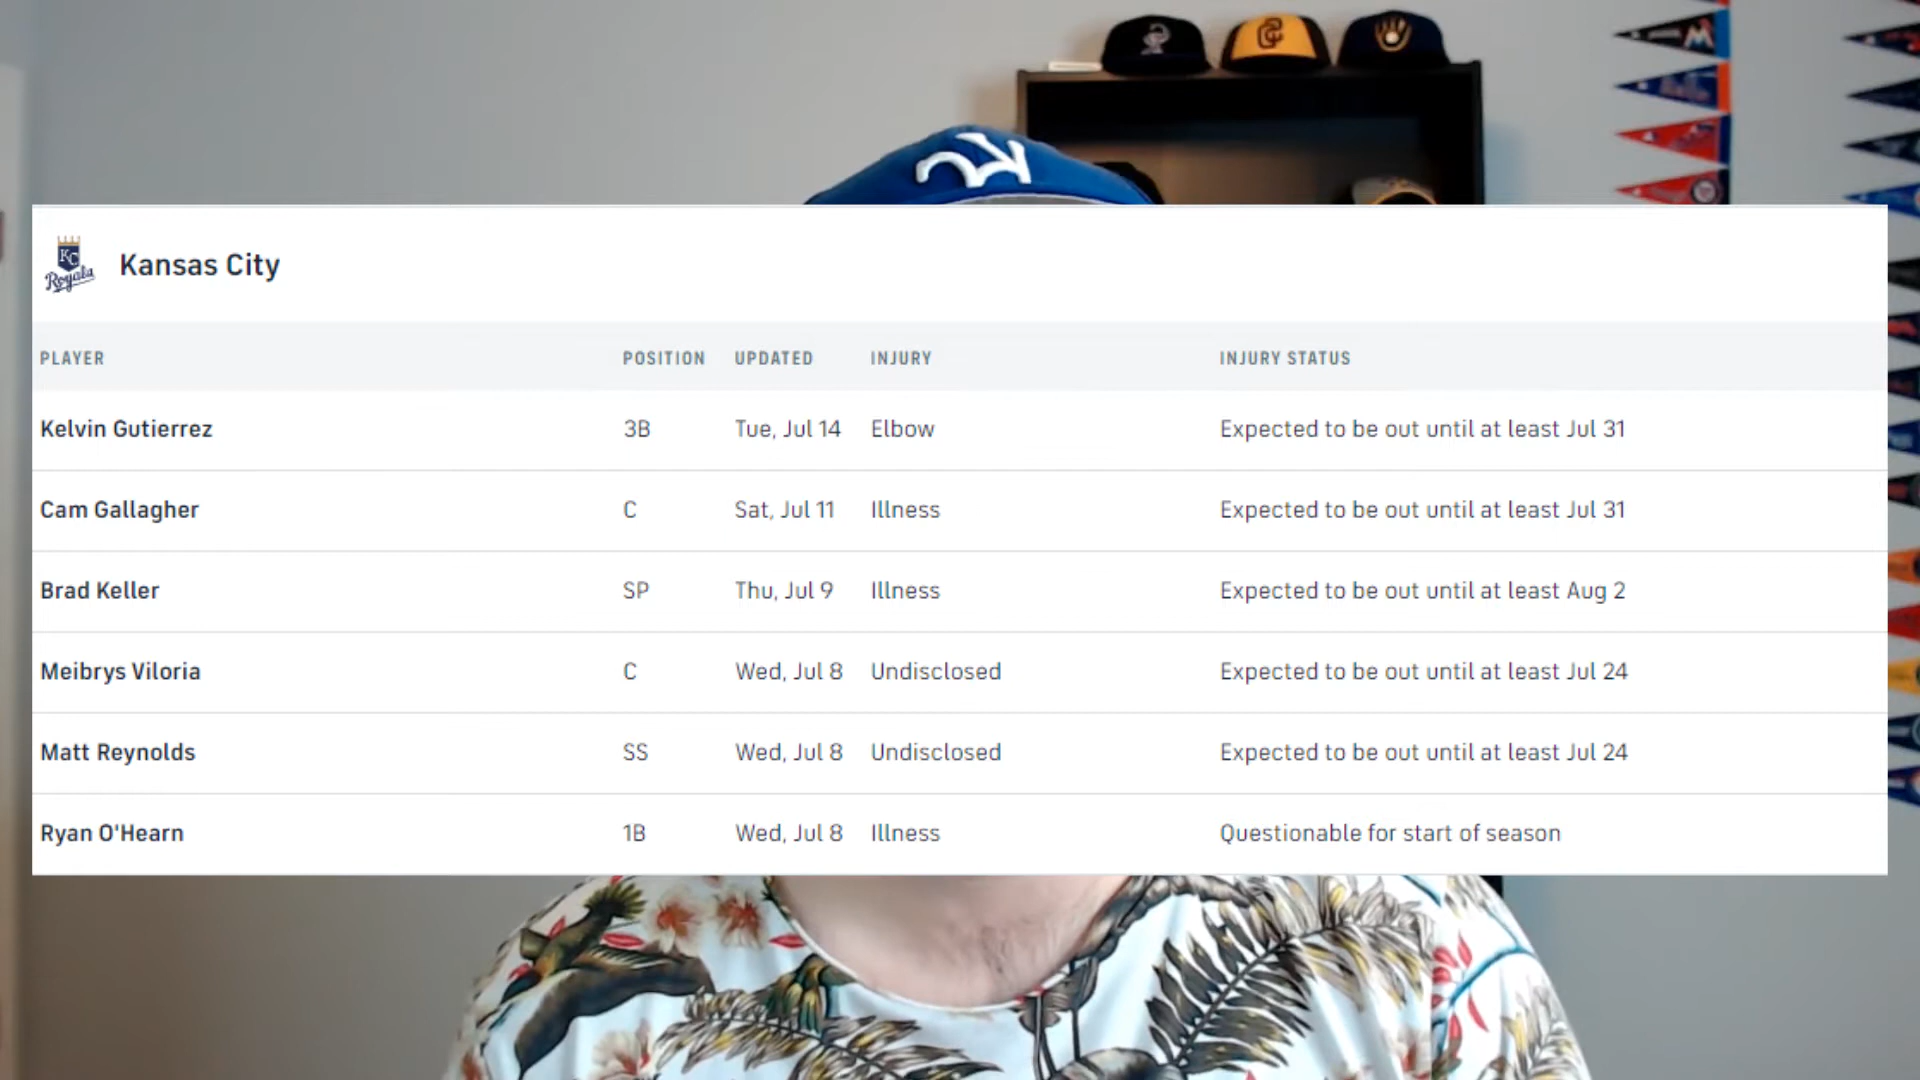 KC
Royals
Kansas City
PLAYER POSITION UPDATED INJURY INJURY STATUS
Kelvin Gutierrez 3B Tue, Jul 14 Elbow Expected to be out until at least Jul 31
Cam Gallagher C Sat, Jul 11 Illness Expected to be out until at least Jul 31
Brad Keller SP Thu, Jul 9 Illness Expected to be out until at least Aug 2
Meibrys Viloria C Wed, Jul 8 Undisclosed Expected to be out until at least Jul 24
Matt Reynolds SS Wed, Jul 8 Undisclosed Expected to be out until at least Jul 24
Ryan O'Hearn 1B Wed, Jul 8 Illness Questionable for start of season